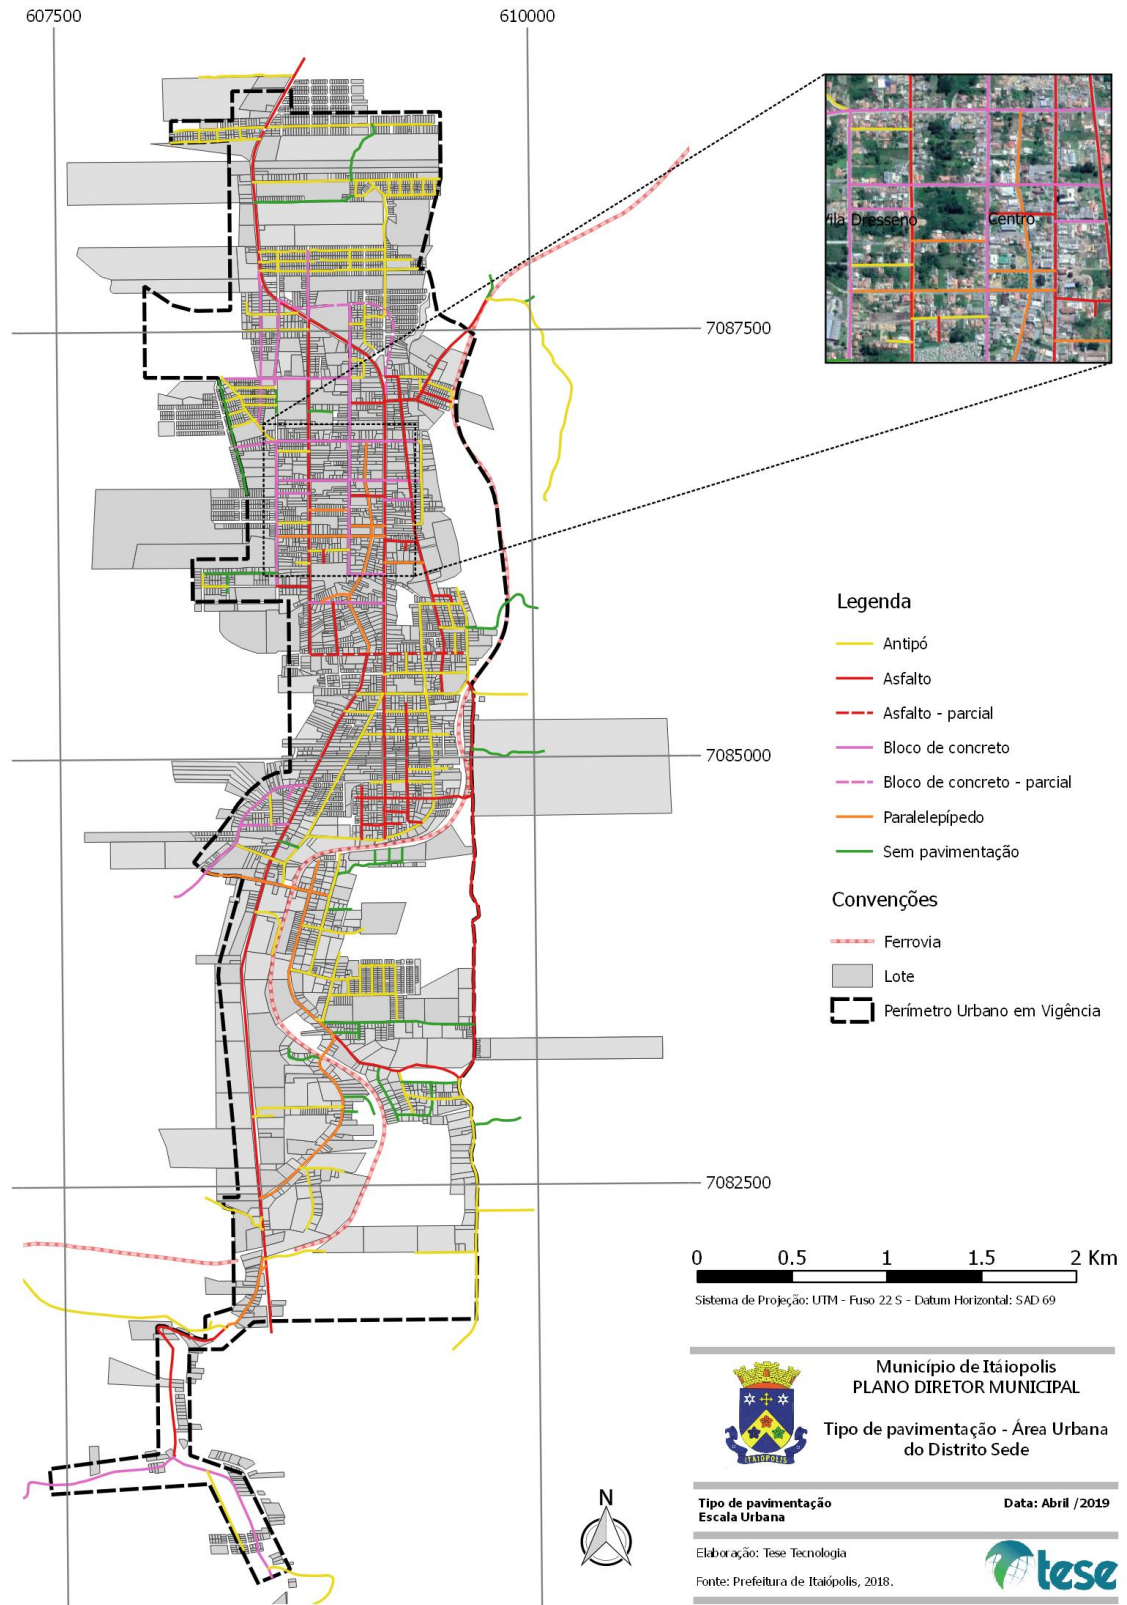 607500
610000
Vila Dresseno
Centro
7087500
Legenda
Antipó
Asfalto
Asfalto - parcial
Bloco de concreto
7085000
Bloco de concreto - parcial
Paralelepípedo
Sem pavimentação
Convenções
Ferrovia
Lote
Perímetro Urbano em Vigência
7082500
0 0.5 1 1.5 2 Km
Sistema de Projeção: UTM - Fuso 22 S - Datum Horizontal: SAD 69
Município de Itáiopolis
PLANO DIRETOR MUNICIPAL
Tipo de pavimentação - Área Urbana
do Distrito Sede
ITAIOPOLIS
N
Tipo de pavimentação
Escala Urbana
Data: Abril /2019
Elaboração: Tese Tecnologia
Fonte: Prefeitura de Itaiópolis, 2018.
tese